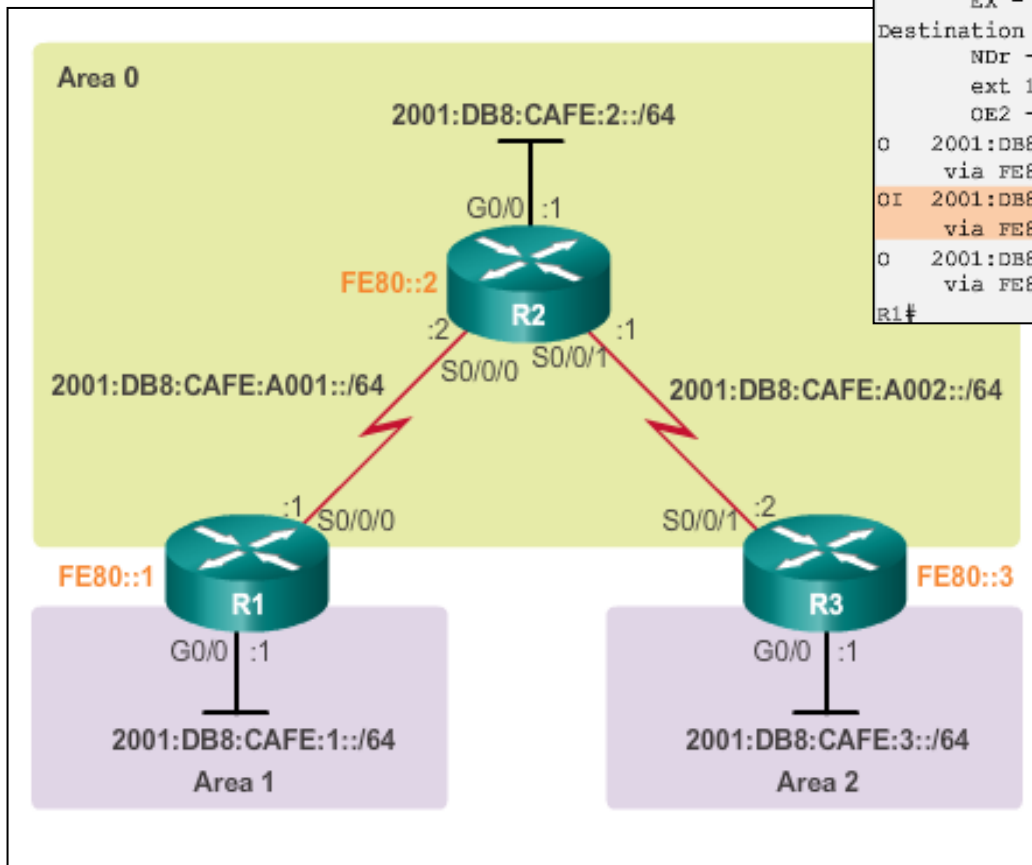 Destination
NDr -
ext 1
OE2 -
O 2001:DB8
via FE8
OI 2001:DB8
via FE8
O 2001:DB8
via FE8
R1#
Area 0
2001:DB8:CAFE:2::/64
G0/0 :1
FE80::2
R2
:2
:1
S0/0/0
S0/0/1
2001:DB8:CAFE:A001::/64
2001:DB8:CAFE:A002::/64
:1
S0/0/0
S0/0/1
:2
FE80::1
R1
R3
FE80::3
G0/0 :1
G0/0 :1
2001:DB8:CAFE:1::/64
2001:DB8:CAFE:3::/64
Area 1
Area 2